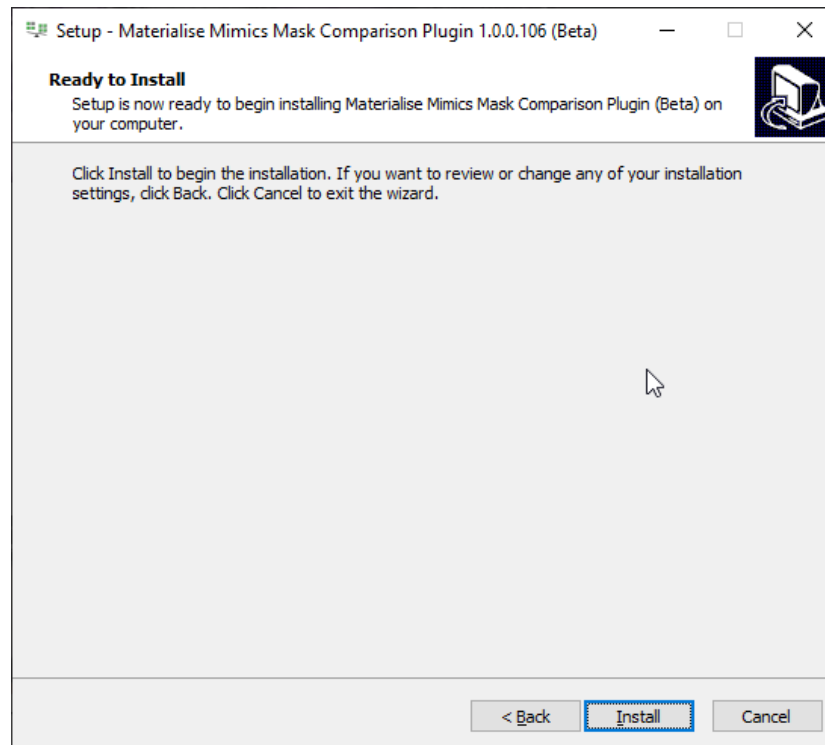 Setup - Materialise Mimics Mask Comparison Plugin 1.0.0.106 (Beta)
Ready to Install
Setup is now ready to begin installing Materialise Mimics Mask Comparison Plugin (Beta) on
your computer.
Click Install to begin the installation. If you want to review or change any of your installation
settings, click Back. Click Cancel to exit the wizard.
< Back Install Cancel